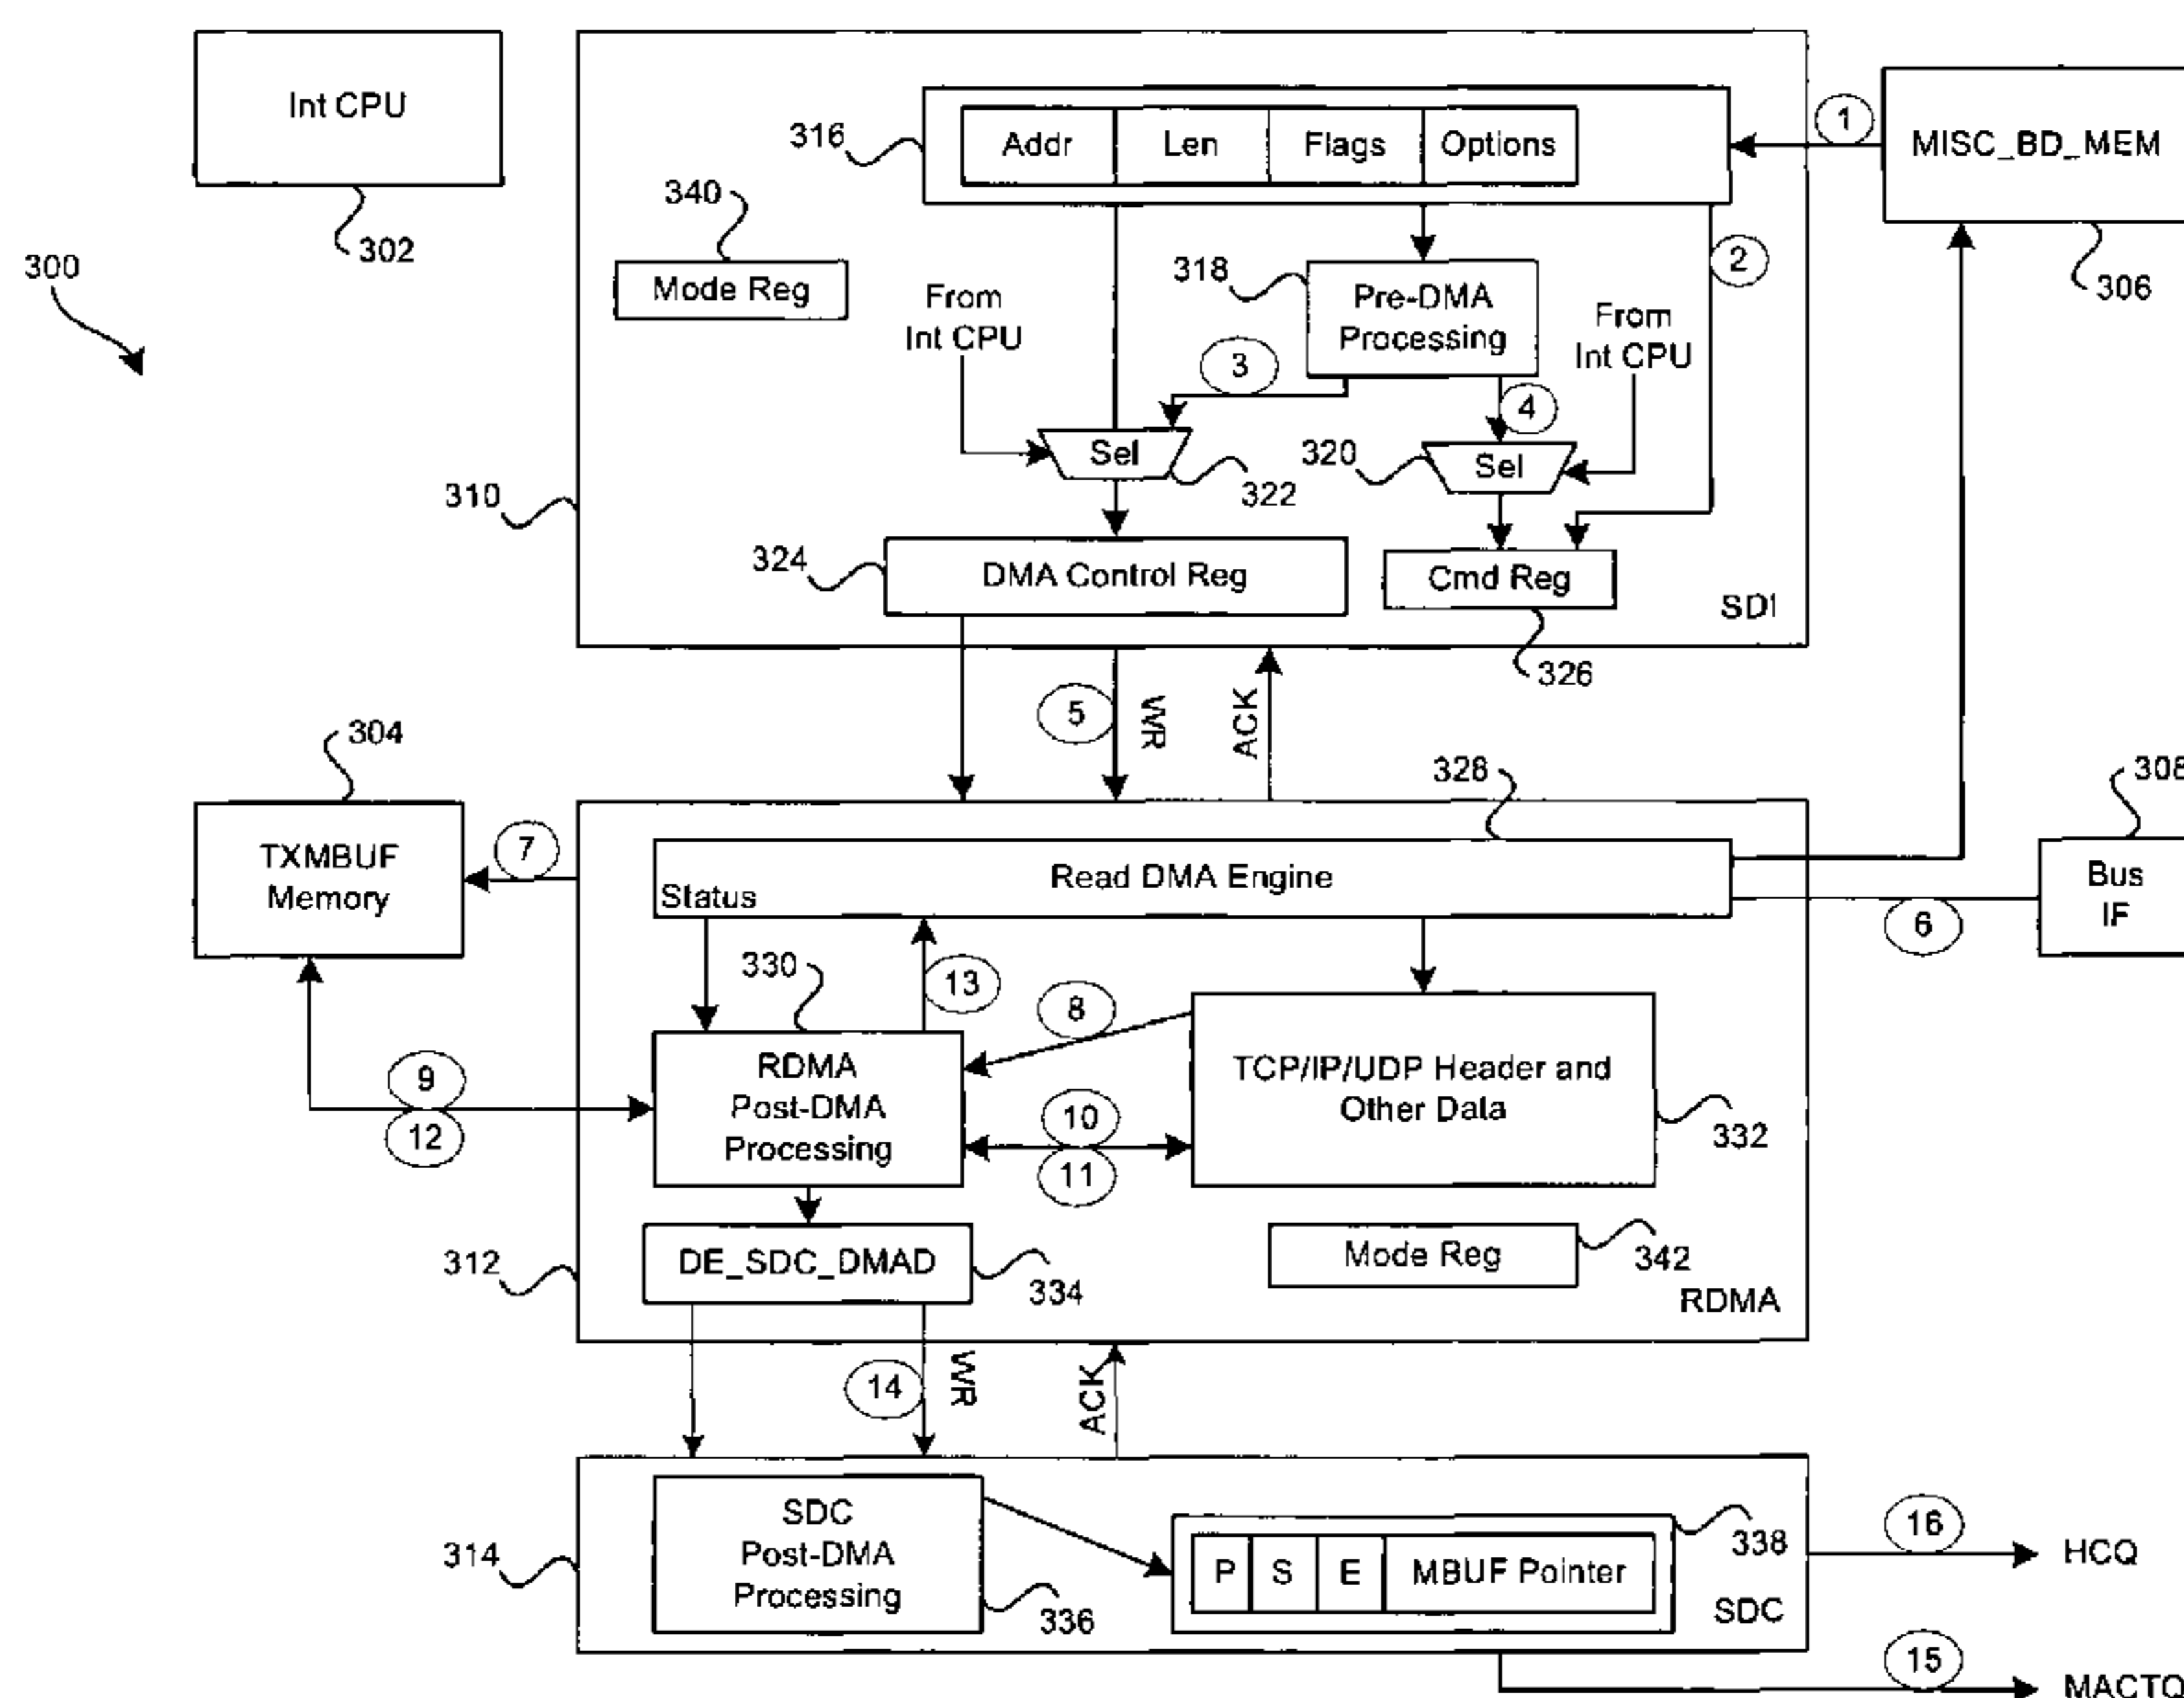 Int CPU
302
300
316
Addr
Len
Flags
Options
1
MISC_BD_MEM
306
340
Mode Reg
From
Int CPU
318
Pre-DMA
Processing
2
From
Int CPU
3
4
Sel
322
320
Sel
310
324
DMA Control Reg
Cmd Reg
326
SDI
5
WR
ACK
304
TXMBUF
Memory
7
328
Read DMA Engine
Status
308
Bus
IF
6
330
13
8
RDMA
Post-DMA
Processing
TCP/IP/UDP Header and
Other Data
332
9
12
10
11
312
DE_SDC_DMAD
334
Mode Reg
342
RDMA
14
WR
ACK
314
SDC
Post-DMA
Processing
336
P
S
E
MBUF Pointer
338
SDC
16
HCQ
15
MACTQ